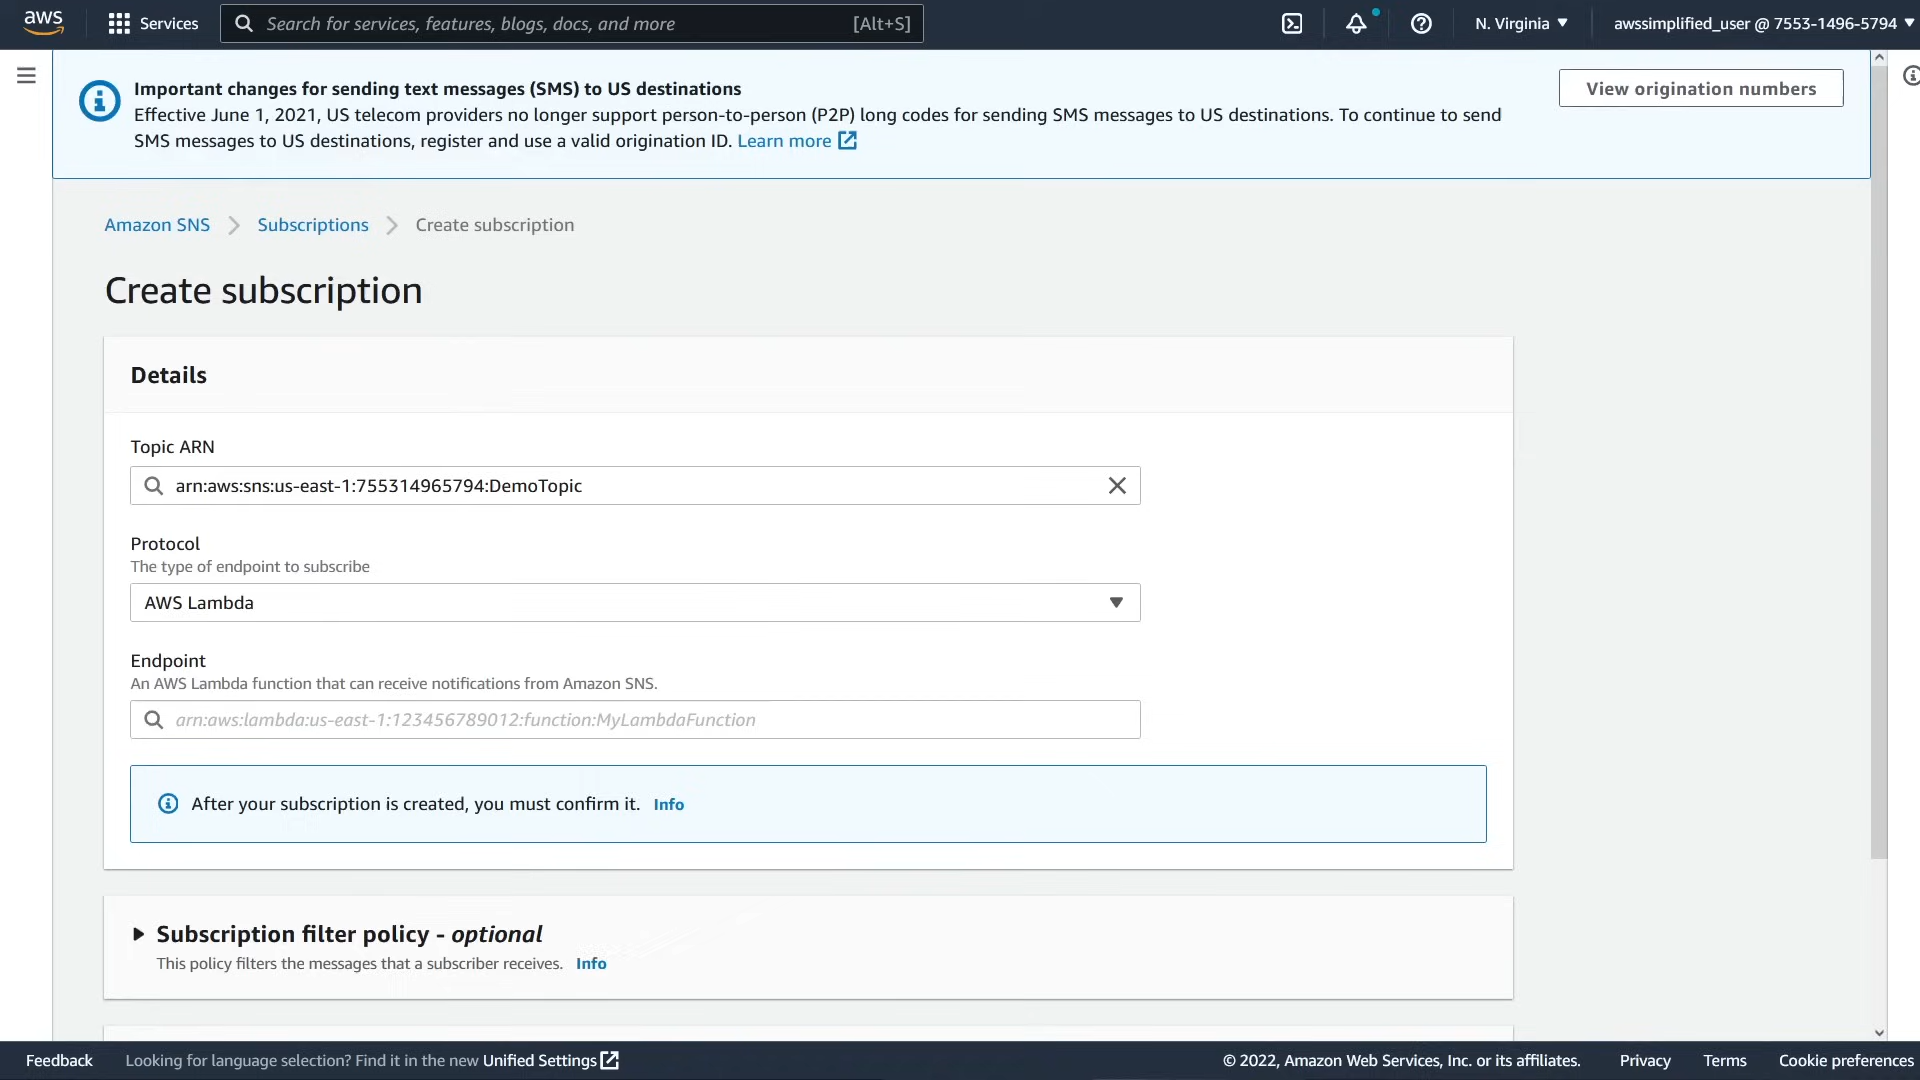 aws
Services
Search for services, features, blogs, docs, and more
[Alt+S]
N. Virginia
awssimplified_user @ 7553-1496-5794
Important changes for sending text messages (SMS) to US destinations
Effective June 1, 2021, US telecom providers no longer support person-to-person (P2P) long codes for sending SMS messages to US destinations. To continue to send
SMS messages to US destinations, register and use a valid origination ID. Learn more
View origination numbers
Amazon SNS
Subscriptions
Create subscription
Create subscription
Details
Topic ARN
arn:aws:sns:us-east-1:755314965794:DemoTopic
Protocol
The type of endpoint to subscribe
AWS Lambda
Endpoint
An AWS Lambda function that can receive notifications from Amazon SNS.
arn:aws:lambda:us-east-1:123456789012:function:MyLambdaFunction
After your subscription is created, you must confirm it. Info
Subscription filter policy - optional
This policy filters the messages that a subscriber receives. Info
Feedback
Looking for language selection? Find it in the new Unified Settings
© 2022, Amazon Web Services, Inc. or its affiliates.
Privacy
Terms
Cookie preferences